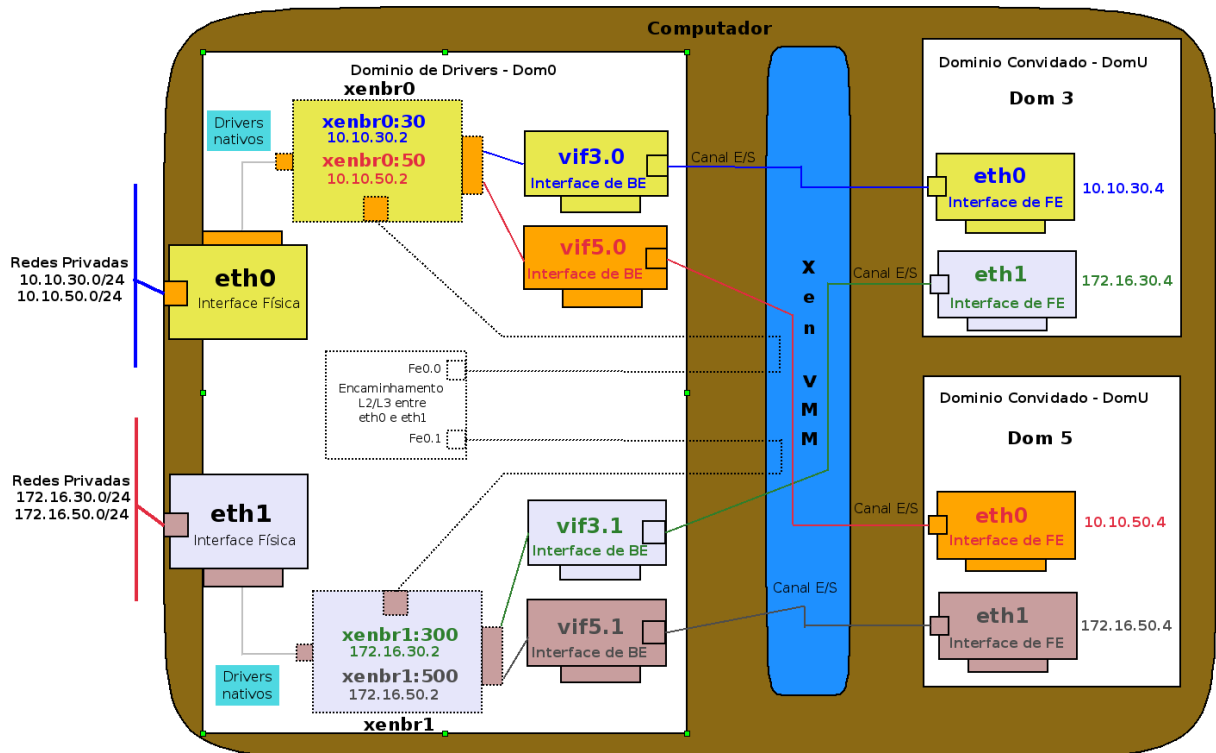 Computador
Dominio de Drivers - Dom0
xenbr0
Drivers
nativos
xenbr0:30
10.10.30.2
xenbr0:50
10.10.50.2
vif3.0
Interface de BE
vif5.0
Interface de BE
Canal E/S
Dominio Convidado - DomU
Dom 3
eth0
Interface de FE
10.10.30.4
Canal E/S
eth1
Interface de FE
172.16.30.4
Redes Privadas
10.10.30.0/24
10.10.50.0/24
eth0
Interface Física
Fe0.0
Encaminhamento
L2/L3 entre
eth0 e eth1
Fe0.1
Xen VMM
Dominio Convidado - DomU
Dom 5
Canal E/S
eth0
Interface de FE
10.10.50.4
Canal E/S
eth1
Interface de FE
172.16.50.4
Redes Privadas
172.16.30.0/24
172.16.50.0/24
eth1
Interface Física
vif3.1
Interface de BE
vif5.1
Interface de BE
Drivers
nativos
xenbr1:300
172.16.30.2
xenbr1:500
172.16.50.2
xenbr1